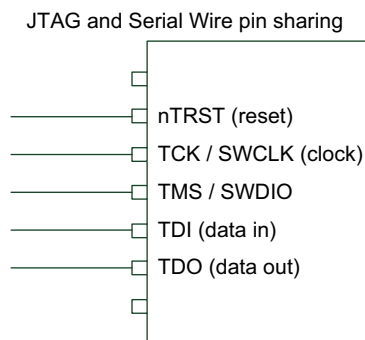 JTAG and Serial Wire pin sharing
nTRST (reset)
TCK / SWCLK (clock)
TMS / SWDIO
TDI (data in)
TDO (data out)